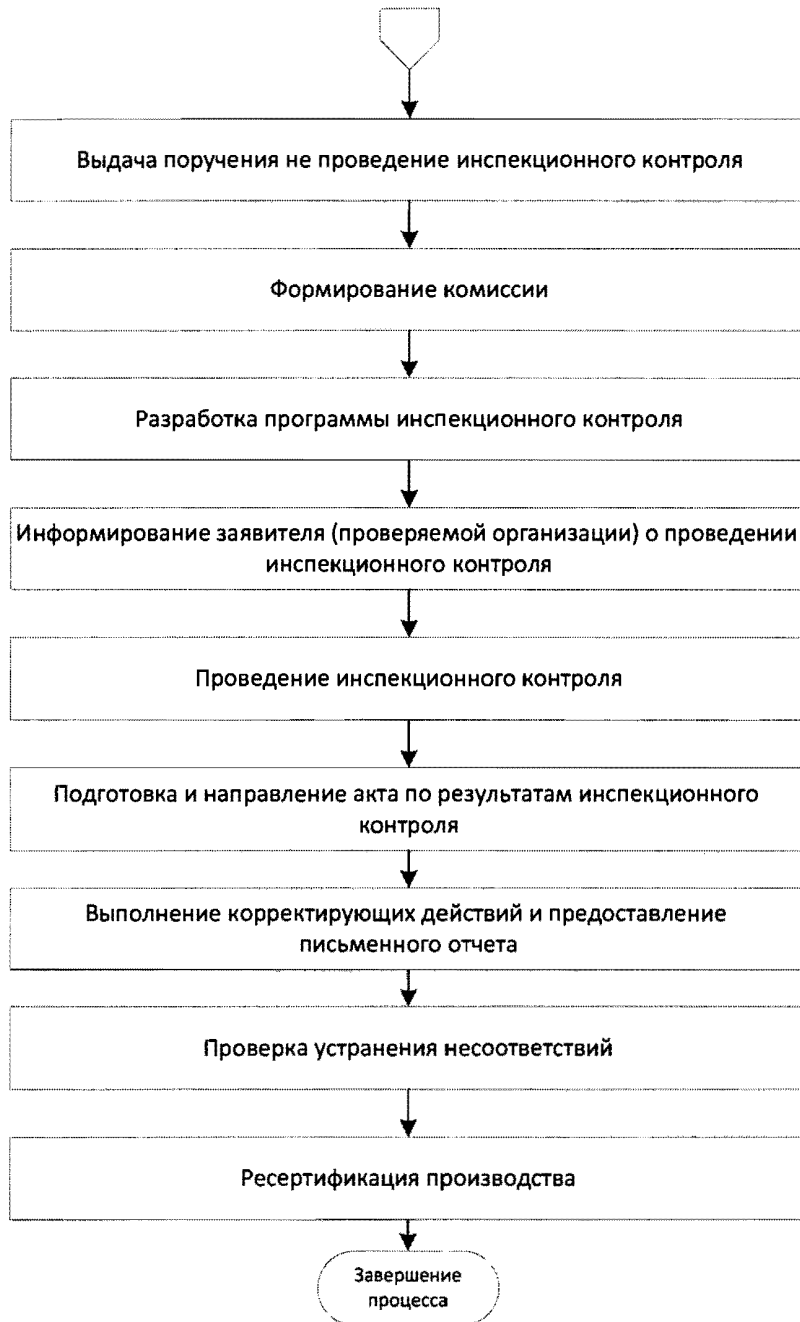 Выдача поручения не проведение инспекционного контроля
Формирование комиссии
Разработка программы инспекционного контроля
Информирование заявителя (проверяемой организации) о проведении
инспекционного контроля
Проведение инспекционного контроля
Подготовка и направление акта по результатам инспекционного
контроля
Выполнение корректирующих действий и предоставление
письменного отчета
Проверка устранения несоответствий
Ресертификация производства
Завершение
процесса